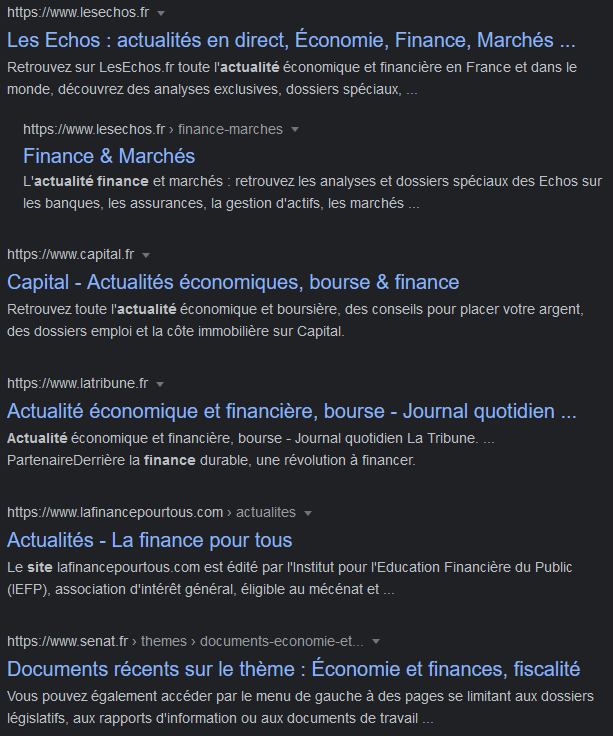 https://www.lesechos.fr
Les Echos : actualités en direct, Économie, Finance, Marchés ...
Retrouvez sur LesEchos.fr toute l'actualité économique et financière en France et dans le
monde, découvrez des analyses exclusives, dossiers spéciaux, ...
https://www.lesechos.fr › finance-marches
Finance & Marchés
L'actualité finance et marchés : retrouvez les analyses et dossiers spéciaux des Echos sur
les banques, les assurances, la gestion d'actifs, les marchés ...
https://www.capital.fr
Capital - Actualités économiques, bourse & finance
Retrouvez toute l'actualité économique et boursière, des conseils pour placer votre argent,
des dossiers emploi et la côte immobilière sur Capital.
https://www.latribune.fr
Actualité économique et financière, bourse - Journal quotidien ...
Actualité économique et financière, bourse - Journal quotidien La Tribune. ...
PartenaireDerrière la finance durable, une révolution à financer.
https://www.lafinancepourtous.com › actualites
Actualités - La finance pour tous
Le site lafinancepourtous.com est édité par l'Institut pour l'Education Financière du Public
(IEFP), association d'intérêt général, éligible au mécénat et ...
https://www.senat.fr › themes › documents-economie-et...
Documents récents sur le thème : Économie et finances, fiscalité
Vous pouvez également accéder par le menu de gauche à des pages se limitant aux dossiers
législatifs, aux rapports d'information ou aux documents de travail ...